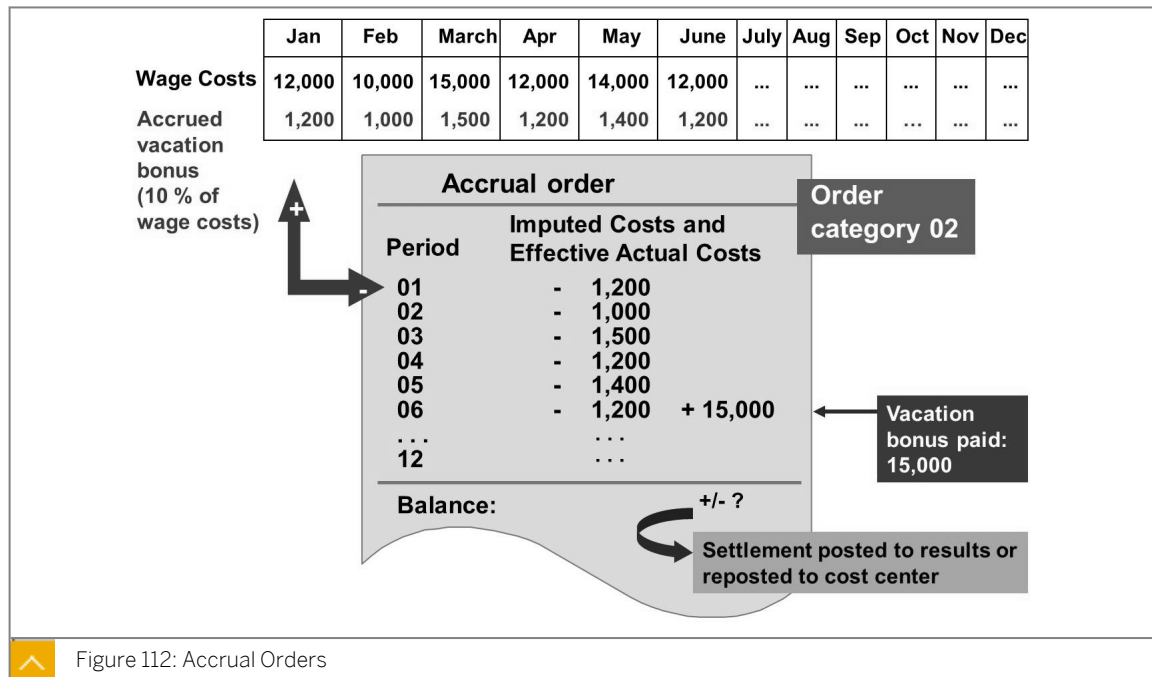 Jan Feb March Apr May June July Aug Sep Oct Nov Dec
Wage Costs 12,000 10,000 15,000 12,000 14,000 12,000 ... ... ... ... ... ...
Accrued 1,200 1,000 1,500 1,200 1,400 1,200 ... ... ... ... ... ...
vacation
bonus
(10 % of
wage costs)
+
-
Accrual order
Order
category 02
Period
Imputed Costs and
Effective Actual Costs
01 - 1,200
02 - 1,000
03 - 1,500
04 - 1,200
05 - 1,400
06 - 1,200 + 15,000
. . . . . .
12 . . .
Vacation
bonus paid:
15,000
Balance: +/- ?
Settlement posted to results or
reposted to cost center
Figure 112: Accrual Orders